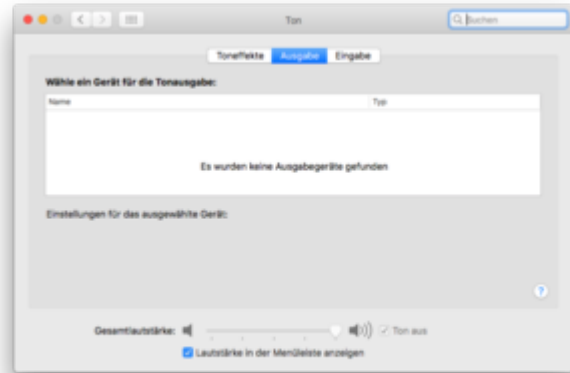 Ton
Suchen
Toneffekte Ausgabe Eingabe
Wähle ein Gerät für die Tonausgabe:
Name Typ
Es wurden keine Ausgabegeräte gefunden
Einstellungen für das ausgewählte Gerät:
?
Gesamtlautstärke: Ton aus
Lautstärke in der Menüleiste anzeigen